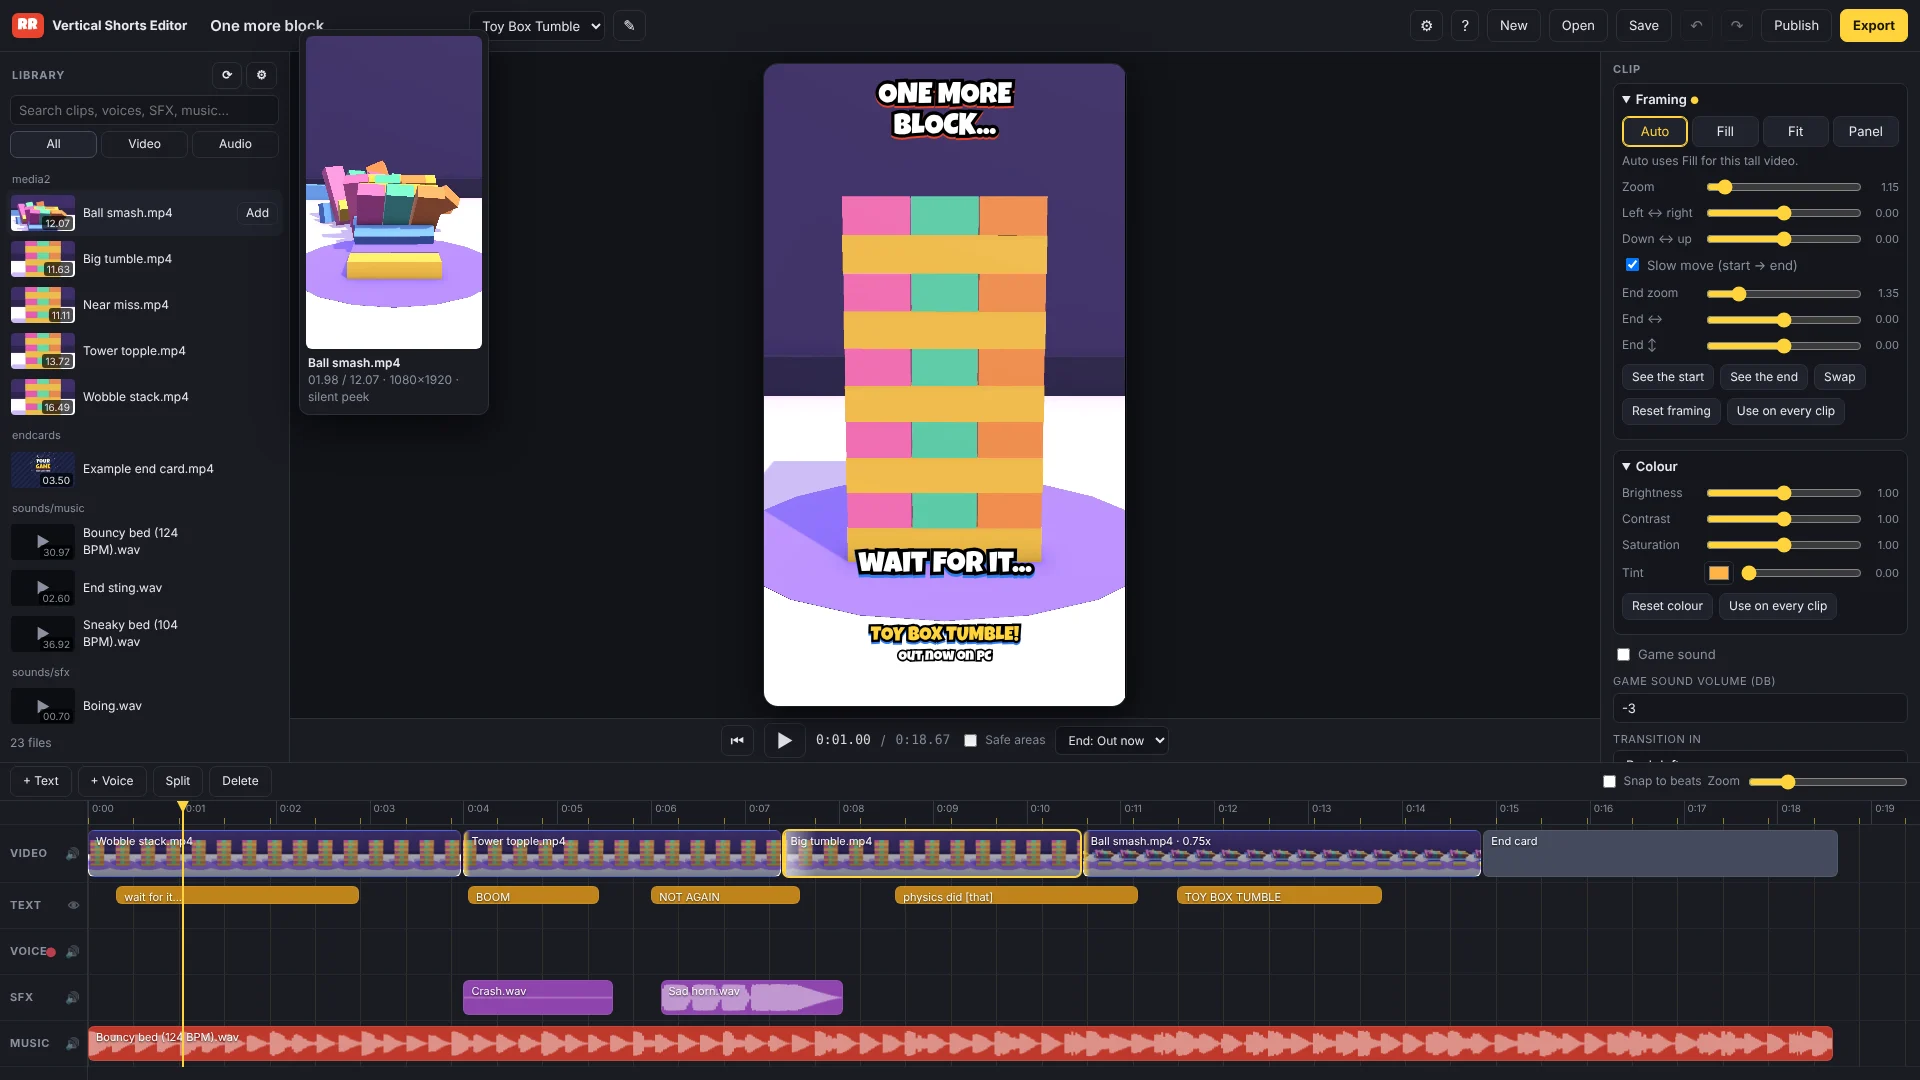 RR Vertical Shorts Editor One more block Toy Box Tumble ? New Open Save Publish Export
LIBRARY
Search clips, voices, SFX, music...
All Video Audio
media2
12.07 Ball smash.mp4 Add
11.63 Big tumble.mp4
11.11 Near miss.mp4
13.72 Tower topple.mp4
16.49 Wobble stack.mp4
endcards
YOUR GAME
03.50 Example end card.mp4
sounds/music
30.97 Bouncy bed (124 BPM).wav
02.60 End sting.wav
36.92 Sneaky bed (104 BPM).wav
sounds/sfx
00.70 Boing.wav
23 files
Ball smash.mp4
01.98 / 12.07 · 1080×1920 ·
silent peek
ONE MORE
BLOCK...
WAIT FOR IT...
TOY BOX TUMBLE!
OUT NOW ON PC
0:01.00 / 0:18.67 Safe areas End: Out now
CLIP
Framing
Auto Fill Fit Panel
Auto uses Fill for this tall video.
Zoom 1.15
Left ↔ right 0.00
Down ↔ up 0.00
Slow move (start → end)
End zoom 1.35
End ↔ 0.00
End ↕ 0.00
See the start See the end Swap
Reset framing Use on every clip
Colour
Brightness 1.00
Contrast 1.00
Saturation 1.00
Tint 0.00
Reset colour Use on every clip
Game sound
GAME SOUND VOLUME (DB)
-3
TRANSITION IN
+ Text + Voice Split Delete Snap to beats Zoom
0:00 0:01 0:02 0:03 0:04 0:05 0:06 0:07 0:08 0:09 0:10 0:11 0:12 0:13 0:14 0:15 0:16 0:17 0:18 0:19
VIDEO Wobble stack.mp4 Tower topple.mp4 Big tumble.mp4 Ball smash.mp4 · 0.75x End card
TEXT wait for it... BOOM NOT AGAIN physics did [that] TOY BOX TUMBLE
VOICE
SFX Crash.wav Sad horn.wav
MUSIC Bouncy bed (124 BPM).wav